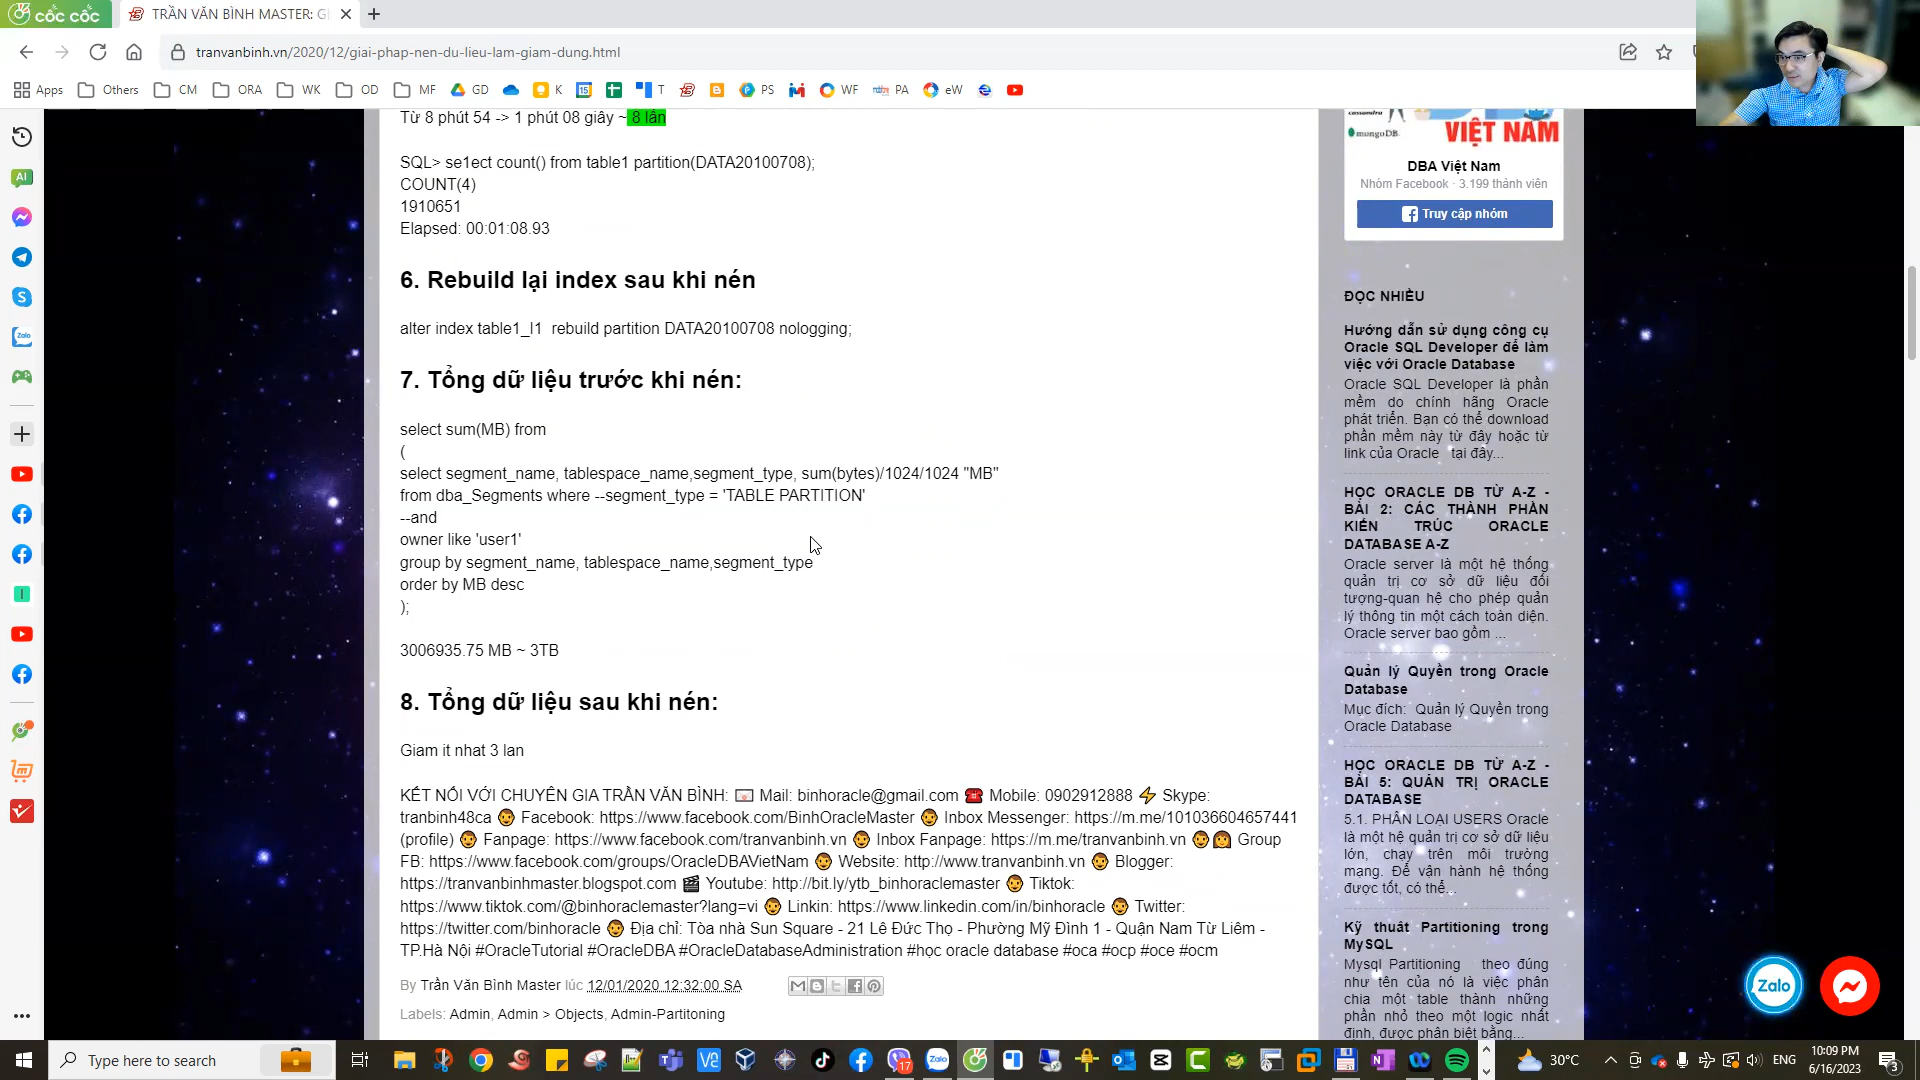 cốc cốc
TRẦN VĂN BÌNH MASTER: GI
tranvanbinh.vn/2020/12/giai-phap-nen-du-lieu-lam-giam-dung.html
Apps Others CM ORA WK OD MF GD K T PS WF PA eW
Từ 8 phút 54 -> 1 phút 08 giây ~ 8 lần
SQL> se1ect count() from table1 partition(DATA20100708);
COUNT(4)
1910651
Elapsed: 00:01:08.93
6. Rebuild lại index sau khi nén
alter index table1_I1  rebuild partition DATA20100708 nologging;
7. Tổng dữ liệu trước khi nén:
select sum(MB) from
(
select segment_name, tablespace_name,segment_type, sum(bytes)/1024/1024 "MB"
from dba_Segments where --segment_type = 'TABLE PARTITION'
--and
owner like 'user1'
group by segment_name, tablespace_name,segment_type
order by MB desc
);
3006935.75 MB ~ 3TB
8. Tổng dữ liệu sau khi nén:
Giam it nhat 3 lan
KẾT NỐI VỚI CHUYÊN GIA TRẦN VĂN BÌNH: 📧 Mail: binhoracle@gmail.com ☎️ Mobile: 0902912888 ⚡ Skype:
tranbinh48ca 👨 Facebook: https://www.facebook.com/BinhOracleMaster 👨 Inbox Messenger: https://m.me/101036604657441
(profile) 👨 Fanpage: https://www.facebook.com/tranvanbinh.vn 👨 Inbox Fanpage: https://m.me/tranvanbinh.vn 👨👩 Group
FB: https://www.facebook.com/groups/OracleDBAVietNam 👨 Website: http://www.tranvanbinh.vn 👨 Blogger:
https://tranvanbinhmaster.blogspot.com 🎬 Youtube: http://bit.ly/ytb_binhoraclemaster 👨 Tiktok:
https://www.tiktok.com/@binhoraclemaster?lang=vi 👨 Linkin: https://www.linkedin.com/in/binhoracle 👨 Twitter:
https://twitter.com/binhoracle 👨 Địa chỉ: Tòa nhà Sun Square - 21 Lê Đức Thọ - Phường Mỹ Đình 1 - Quận Nam Từ Liêm -
TP.Hà Nội #OracleTutorial #OracleDBA #OracleDatabaseAdministration #học oracle database #oca #ocp #oce #ocm
By Trần Văn Bình Master lúc 12/01/2020 12:32:00 SA
Labels: Admin, Admin > Objects, Admin-Partitoning
cassandra
mongoDB
VIỆT NAM
DBA Việt Nam
Nhóm Facebook · 3.199 thành viên
Truy cập nhóm
ĐỌC NHIỀU
Hướng dẫn sử dụng công cụ
Oracle SQL Developer để làm
việc với Oracle Database
Oracle SQL Developer là phần
mềm do chính hãng Oracle
phát triển. Bạn có thể download
phần mềm này từ đây hoặc từ
link của Oracle   tại đây...
HỌC ORACLE DB TỪ A-Z -
BÀI 2: CÁC THÀNH PHẦN
KIẾN TRÚC ORACLE
DATABASE A-Z
Oracle server là một hệ thống
quản trị cơ sở dữ liệu đối
tượng-quan hệ cho phép quản
lý thông tin một cách toàn diện.
Oracle server bao gồm ...
Quản lý Quyền trong Oracle
Database
Mục đích:  Quản lý Quyền trong
Oracle Database
HỌC ORACLE DB TỪ A-Z -
BÀI 5: QUẢN TRỊ ORACLE
DATABASE
5.1. PHÂN LOẠI USERS Oracle
là một hệ quản trị cơ sở dữ liệu
lớn, chạy trên môi trường
mạng. Để vận hành hệ thống
được tốt, có thể...
Kỹ thuật Partitioning trong
MySQL
Mysql Partitioning   theo đúng
như tên của nó là việc phân
chia một table thành những
phần nhỏ theo một logic nhất
định, được phân biệt bằng...
Zalo
Type here to search
30°C
ENG
10:09 PM
6/16/2023